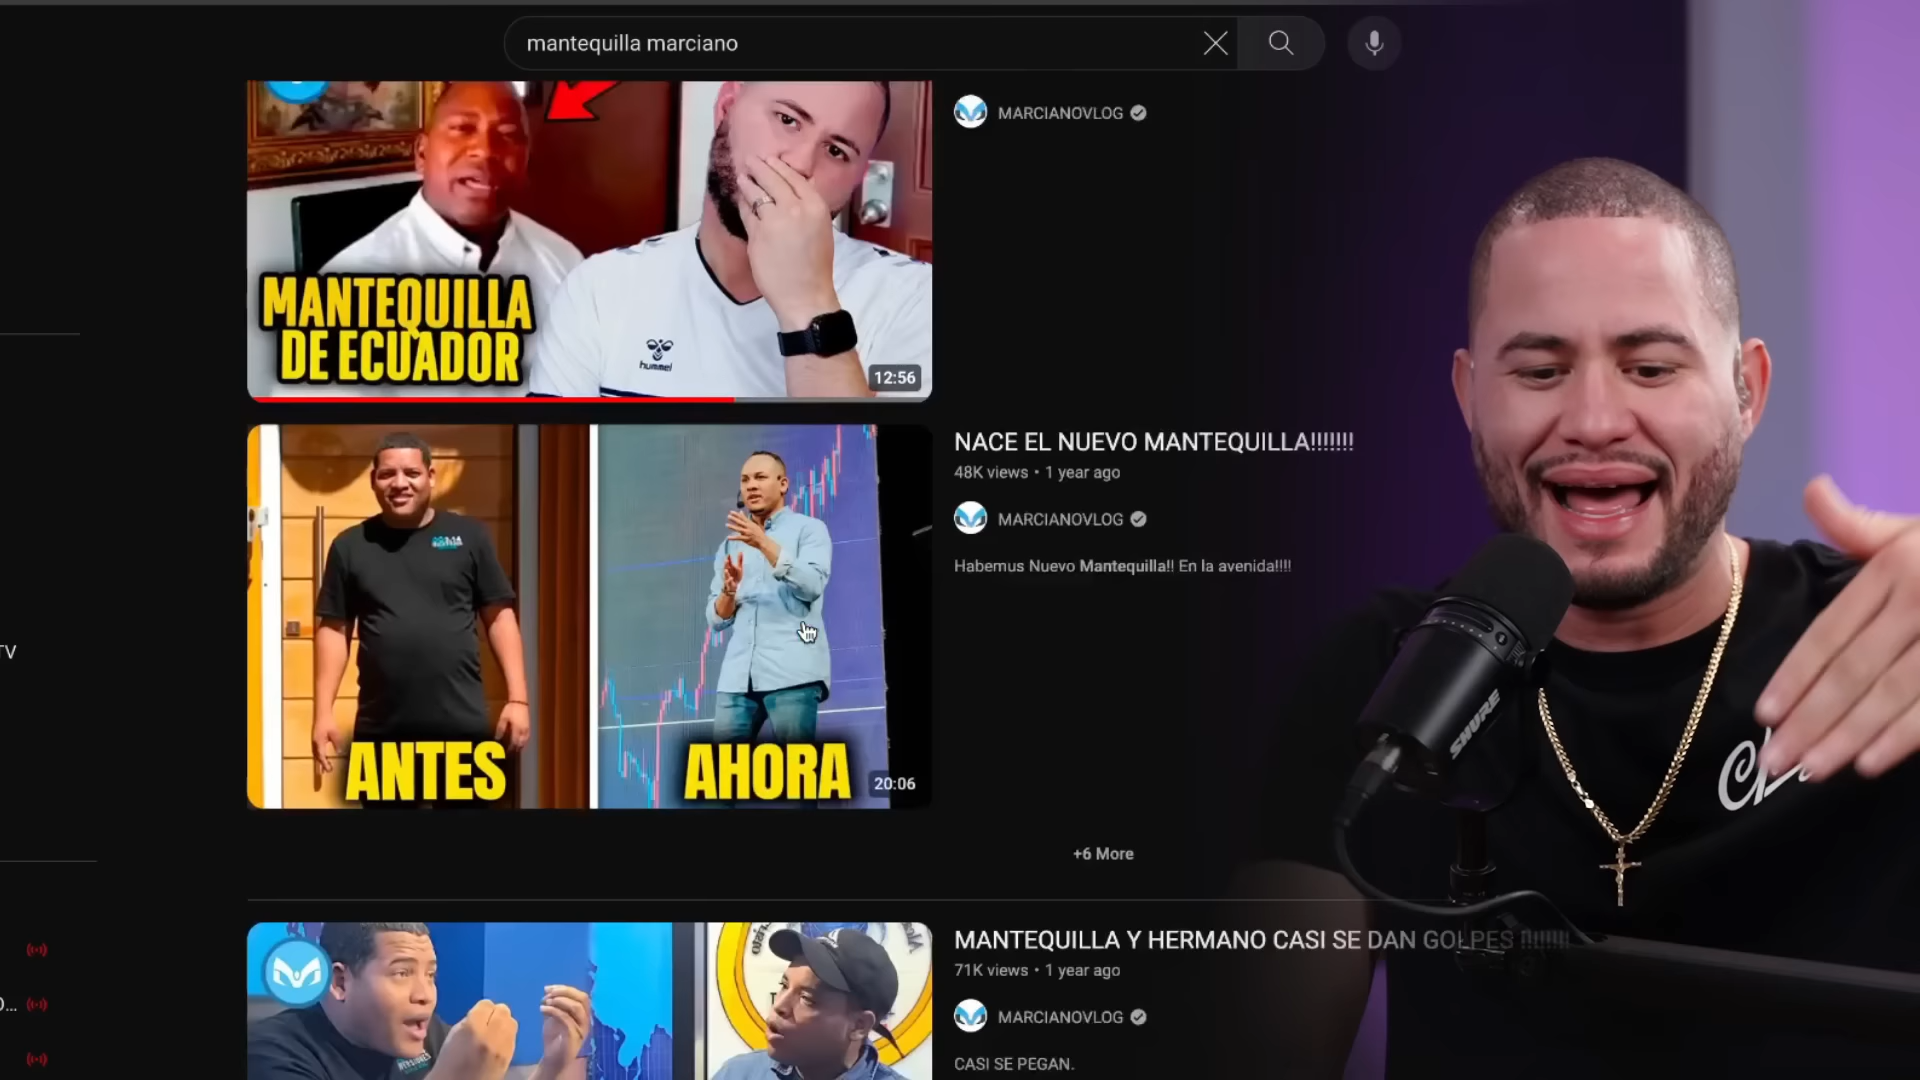 mantequilla marciano
MARCIANOVLOG
MANTEQUILLA
DE ECUADOR
hummel
12:56
NACE EL NUEVO MANTEQUILLA!!!!!!!
48K views • 1 year ago
MARCIANOVLOG
Habemus Nuevo Mantequilla!! En la avenida!!!!
ANTES
AHORA
20:06
TV
SHURE
+6 More
MANTEQUILLA Y HERMANO CASI SE DAN GOLPES !!!!!!!
71K views • 1 year ago
MARCIANOVLOG
CASI SE PEGAN.